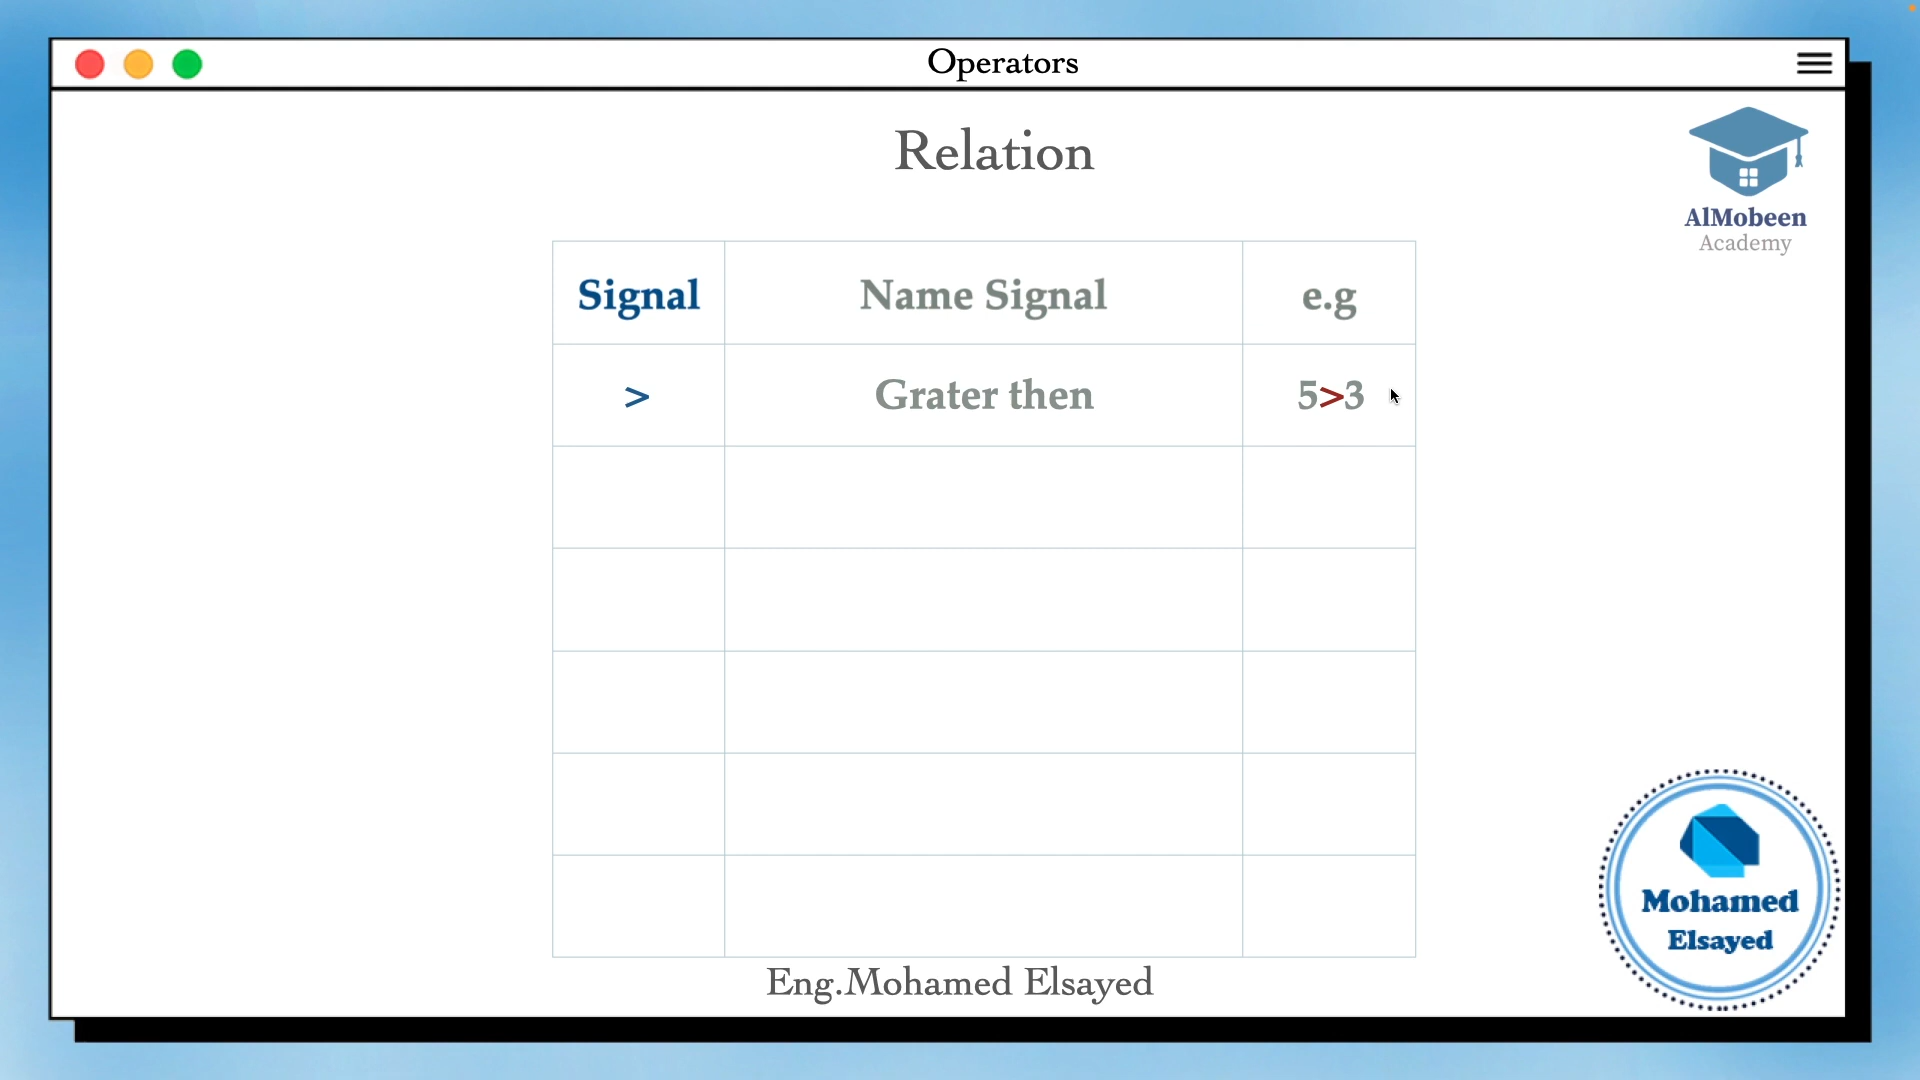 Operators
Relation
AlMobeen
Academy
Signal Name Signal e.g
> Grater then 5>3
Mohamed
Elsayed
Eng.Mohamed Elsayed